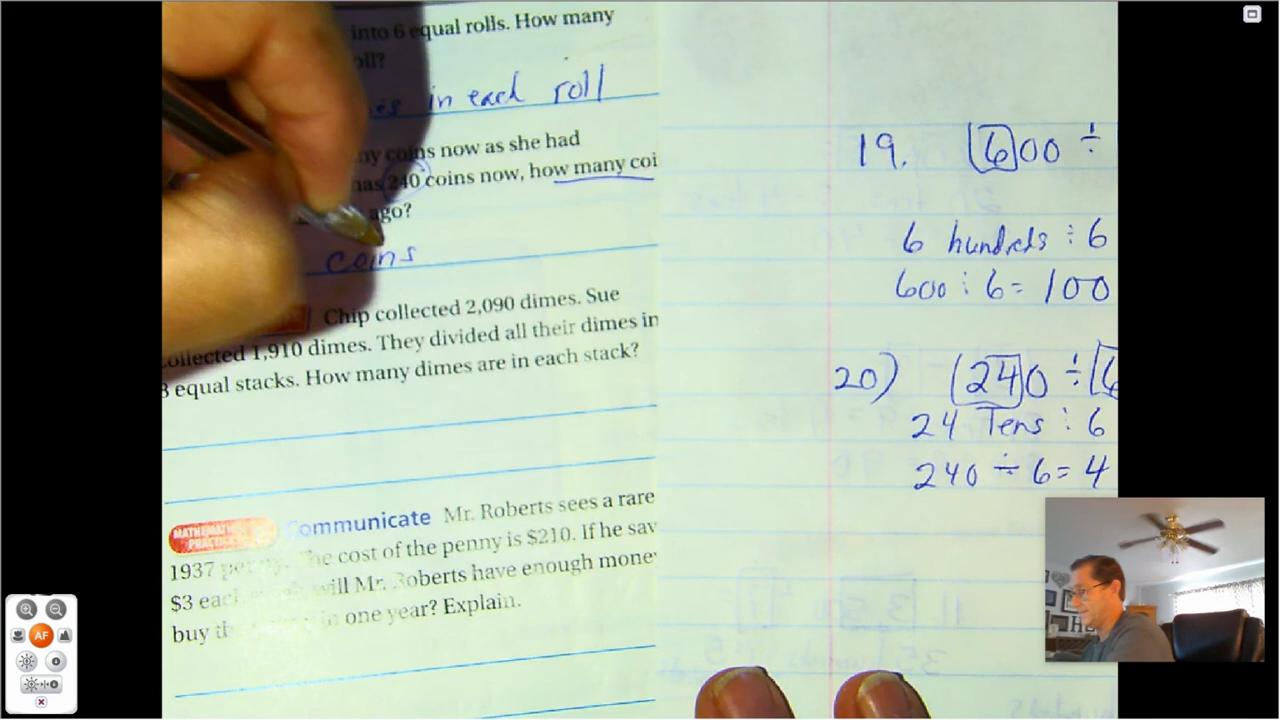 into 6 equal rolls. How many
in each roll
coins now as she had
has 240 coins now, how many coi
ago?
coins
Chip collected 2,090 dimes. Sue
collected 1,910 dimes. They divided all their dimes in
8 equal stacks. How many dimes are in each stack?
Communicate Mr. Roberts sees a rare
1937 The cost of the penny is $210. If he sav
$3 each will Mr. Roberts have enough mone
buy in one year? Explain.
19. 600 ÷
6 hundreds ÷ 6
600 ÷ 6 = 100
20) 240 ÷ 6
24 Tens ÷ 6
240 ÷ 6 = 4
AF